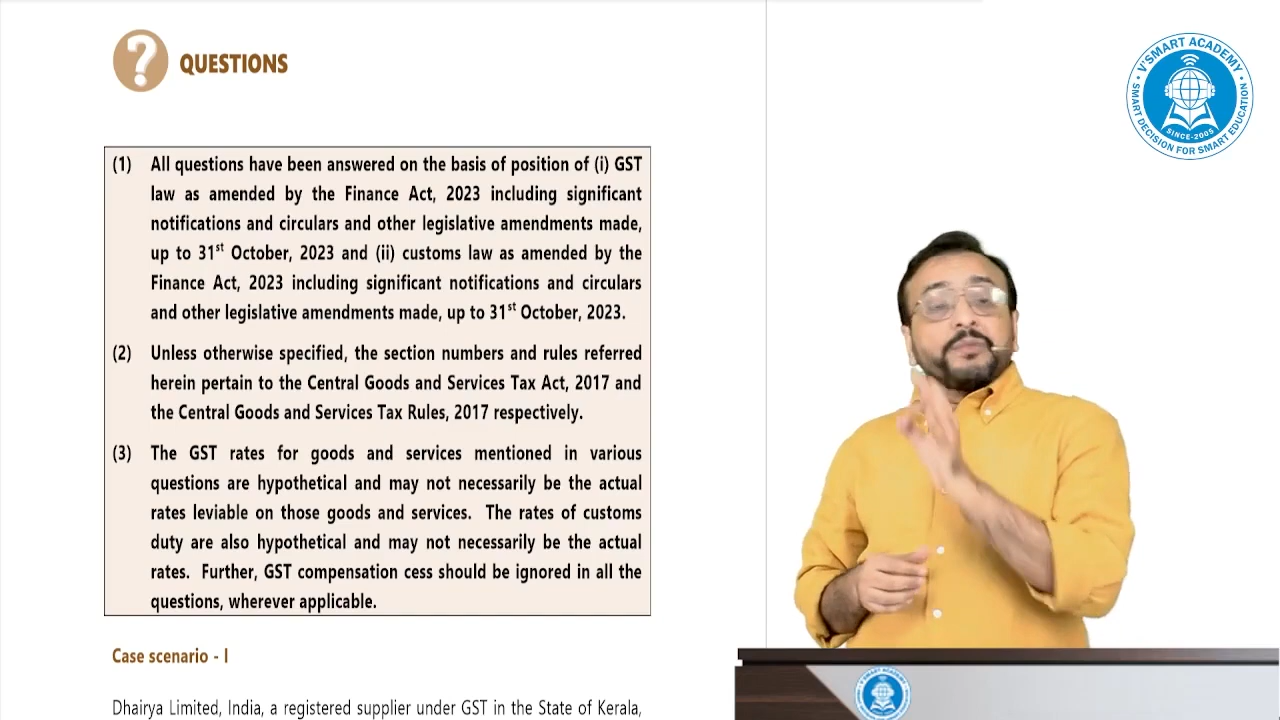 QUESTIONS
(1) All questions have been answered on the basis of position of (i) GST
law as amended by the Finance Act, 2023 including significant
notifications and circulars and other legislative amendments made,
up to 31st October, 2023 and (ii) customs law as amended by the
Finance Act, 2023 including significant notifications and circulars
and other legislative amendments made, up to 31st October, 2023.
(2) Unless otherwise specified, the section numbers and rules referred
herein pertain to the Central Goods and Services Tax Act, 2017 and
the Central Goods and Services Tax Rules, 2017 respectively.
(3) The GST rates for goods and services mentioned in various
questions are hypothetical and may not necessarily be the actual
rates leviable on those goods and services. The rates of customs
duty are also hypothetical and may not necessarily be the actual
rates. Further, GST compensation cess should be ignored in all the
questions, wherever applicable.
Case scenario - I
Dhairya Limited, India, a registered supplier under GST in the State of Kerala,
V'SMART ACADEMY
SMART DECISION FOR SMART EDUCATION
SINCE-2005